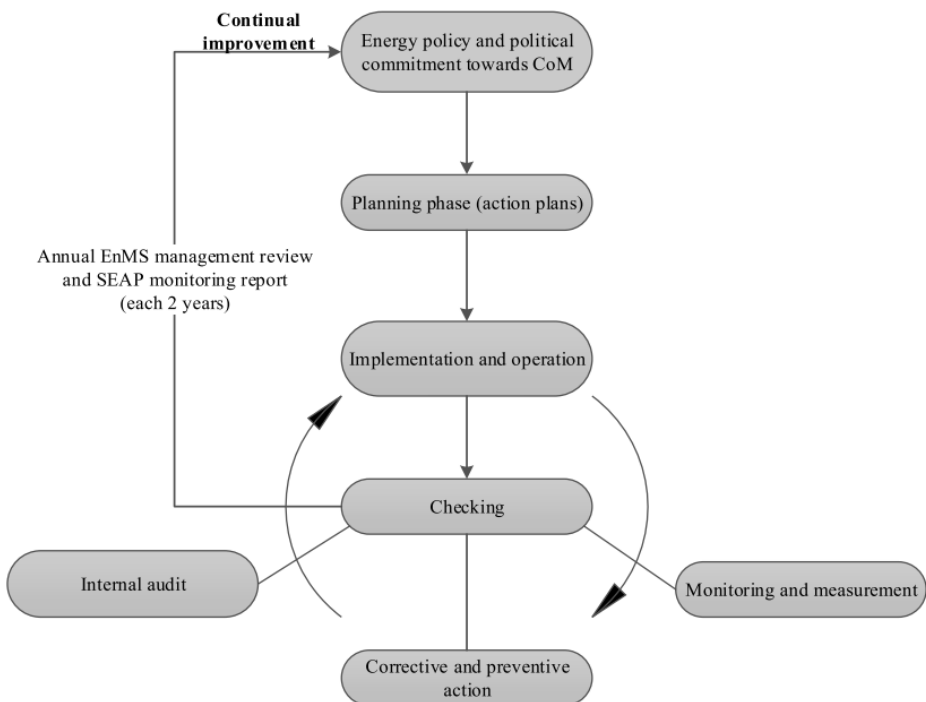 Continual
improvement
Energy policy and political
commitment towards CoM
Planning phase (action plans)
Annual EnMS management review
and SEAP monitoring report
(each 2 years)
Implementation and operation
Checking
Internal audit
Monitoring and measurement
Corrective and preventive
action